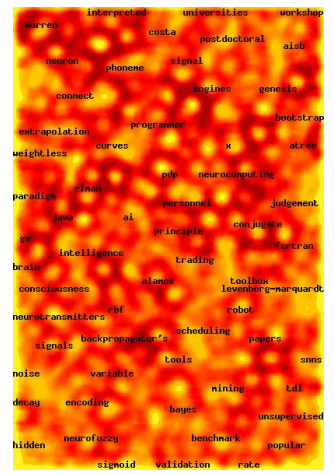 interpreted universities workshop
warren
costa
postdoctoral
aisb
neuron signal
phoneme
engines genesis
connect
bootstrap
programmer
extrapolation
curves x atree
weightless
pdp neurocomputing
elman
paradigm personnel judgement
java ai
conjugate
principle
ga
fortran
intelligence
trading
brain
alamos toolbox
consciousness levenberg-marquardt
rbf robot
neurotransmitters
scheduling
backpropagator's papers
signals
tools snns
noise variable
mining tdl
decay encoding
bayes
unsupervised
neurofuzzy benchmark
hidden popular
sigmoid validation rate